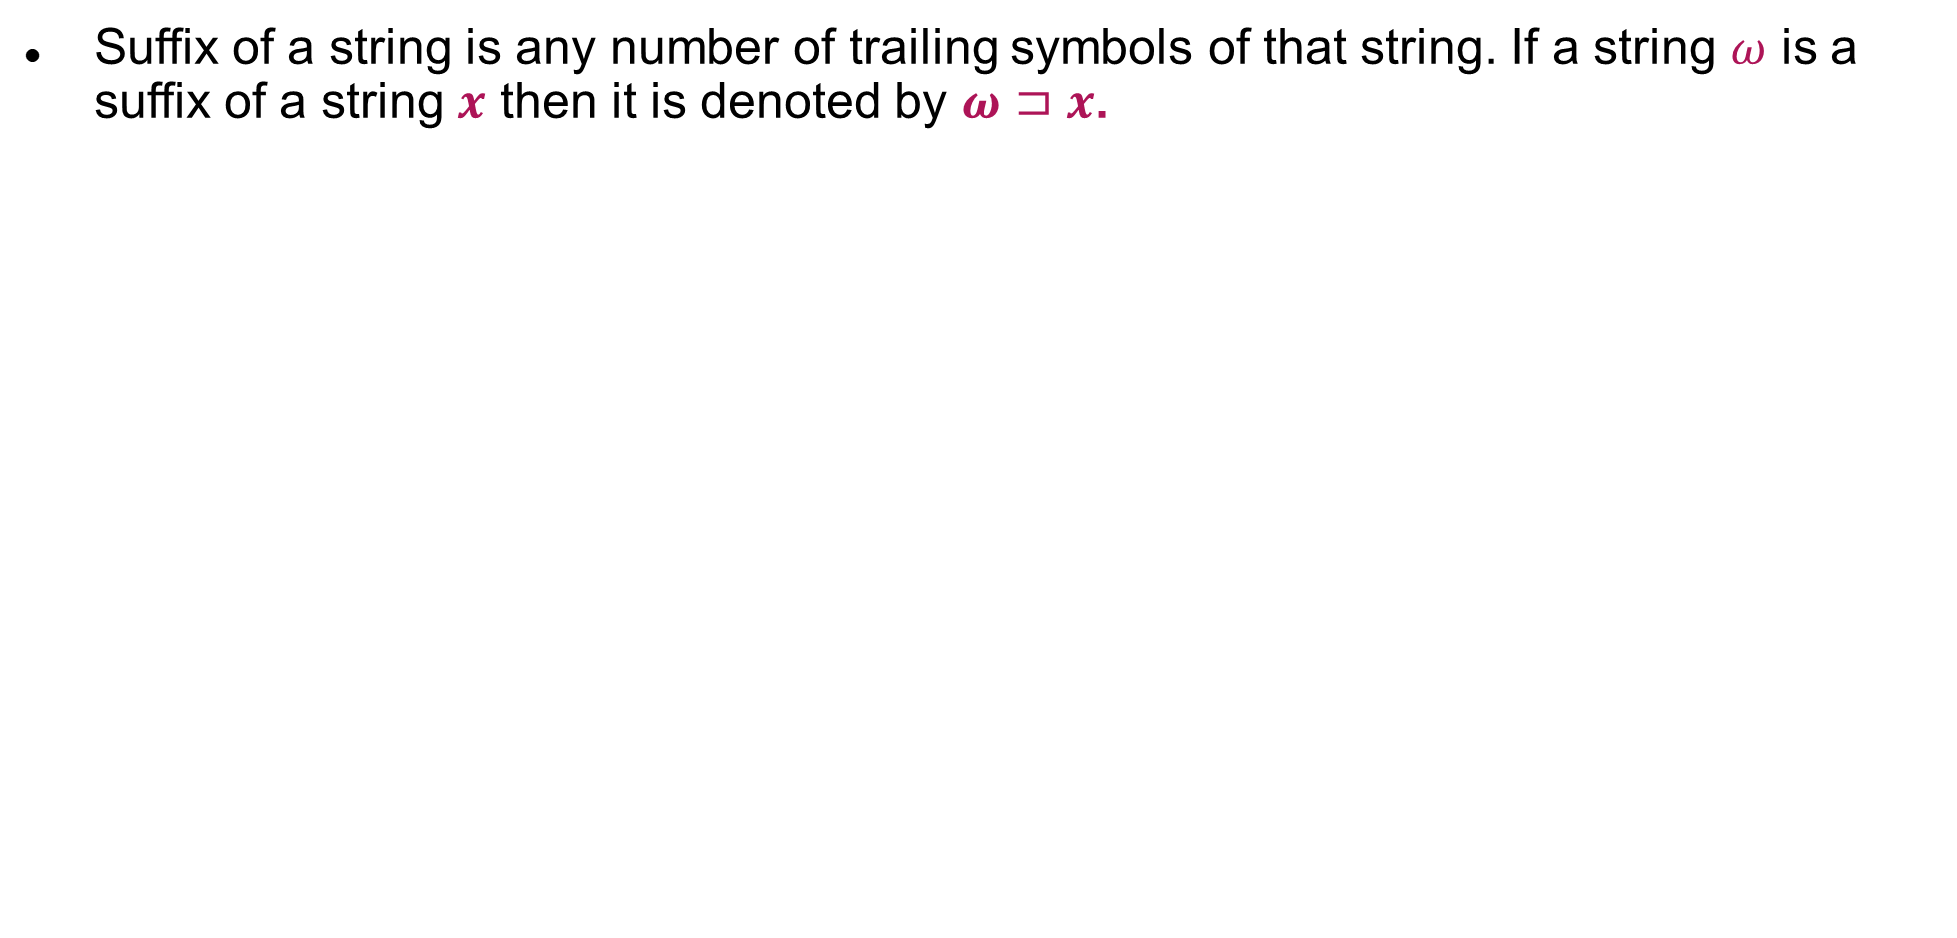 • Suffix of a string is any number of trailing symbols of that string. If a string ω is a
suffix of a string x then it is denoted by ω ⊐ x.